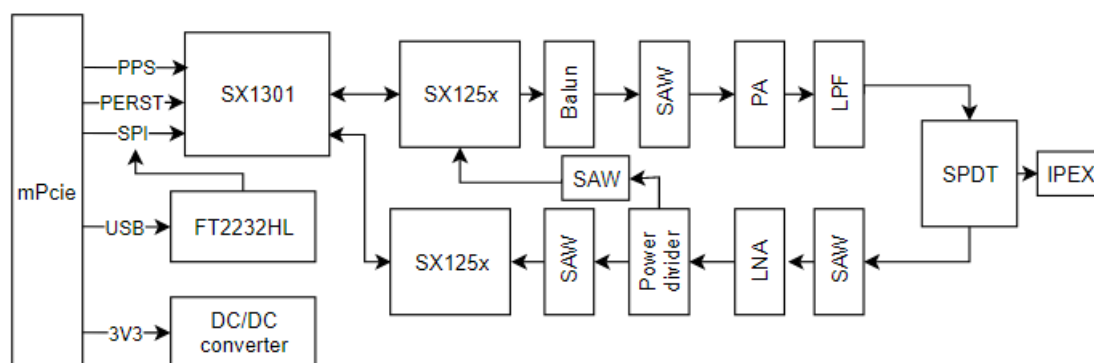 mPcie
PPS
PERST
SPI
USB
3V3
SX1301
FT2232HL
DC/DC
converter
SX125x
Balun
SAW
PA
LPF
SPDT
IPEX
SAW
SX125x
SAW
Power
divider
LNA
SAW